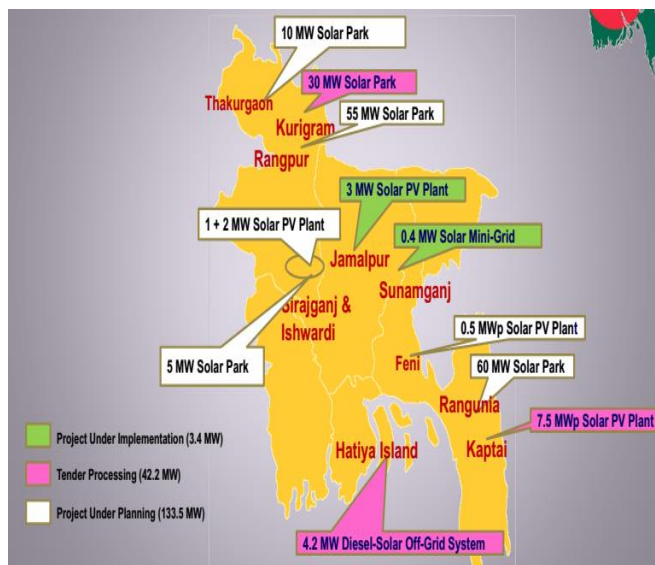 10 MW Solar Park
30 MW Solar Park
Thakurgaon
55 MW Solar Park
Kurigram
Rangpur
3 MW Solar PV Plant
1 + 2 MW Solar PV Plant
0.4 MW Solar Mini-Grid
Jamalpur
Sunamganj
Sirajganj &
Ishwardi
0.5 MWp Solar PV Plant
5 MW Solar Park
Feni
60 MW Solar Park
Rangunia
7.5 MWp Solar PV Plant
Project Under Implementation (3.4 MW)
Hatiya Island
Kaptai
Tender Processing (42.2 MW)
Project Under Planning (133.5 MW)
4.2 MW Diesel-Solar Off-Grid System